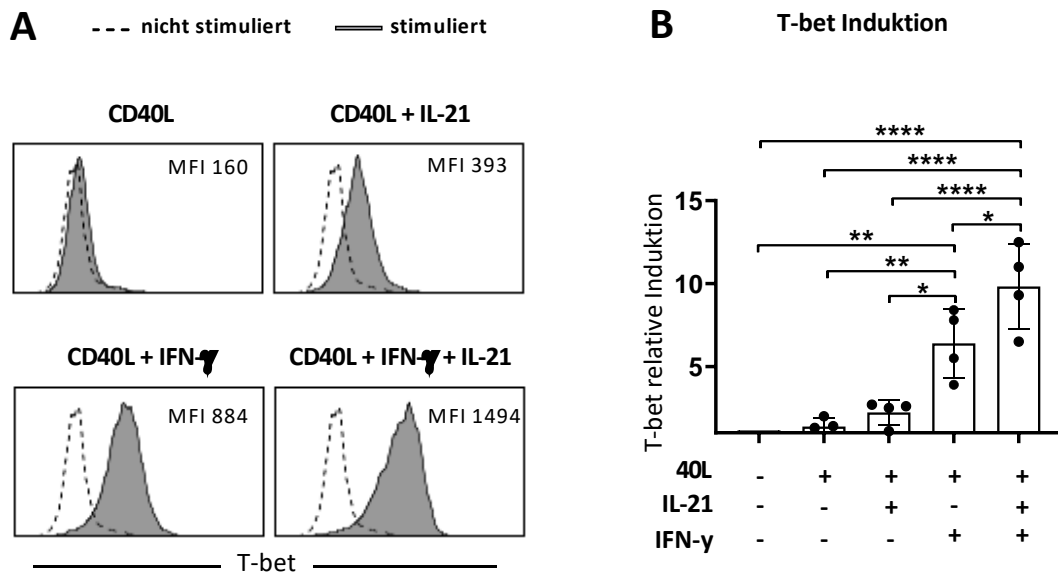 A
nicht stimuliert
stimuliert
CD40L
CD40L + IL-21
MFI 160
MFI 393
CD40L + IFN-γ
CD40L + IFN-γ + IL-21
MFI 884
MFI 1494
T-bet
B
T-bet Induktion
****
****
****
*
**
**
*
15
10
5
T-bet relative Induktion
40L - + + + +
IL-21 - - + - +
IFN-y - - - + +